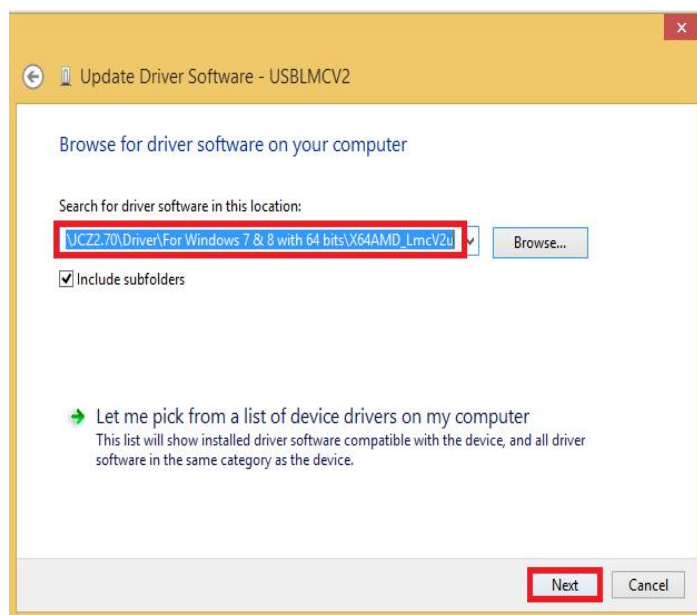 x
Update Driver Software - USBLMCV2
Browse for driver software on your computer
Search for driver software in this location:
\JCZ2.70\Driver\For Windows 7 & 8 with 64 bits\X64AMD_LmcV2u
Browse...
Include subfolders
Let me pick from a list of device drivers on my computer
This list will show installed driver software compatible with the device, and all driver
software in the same category as the device.
Next Cancel